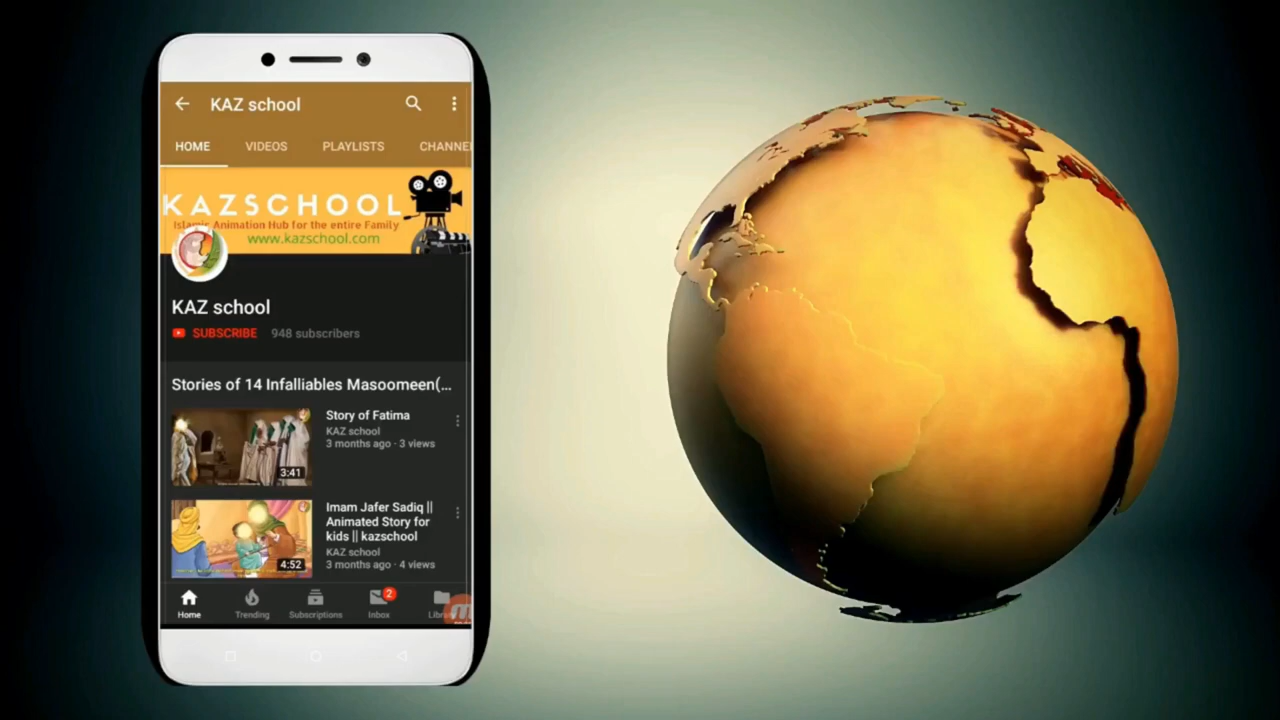 KAZ school
HOME VIDEOS PLAYLISTS CHANNE
KAZSCHOOL
Islamic Animation Hub for the entire Family
www.kazschool.com
KAZ school
SUBSCRIBE 948 subscribers
Stories of 14 Infalliables Masoomeen(...
Story of Fatima
KAZ school
3 months ago · 3 views
3:41
Imam Jafer Sadiq ||
Animated Story for
kids || kazschool
KAZ school
3 months ago · 4 views
4:52
2
Home Trending Subscriptions Inbox